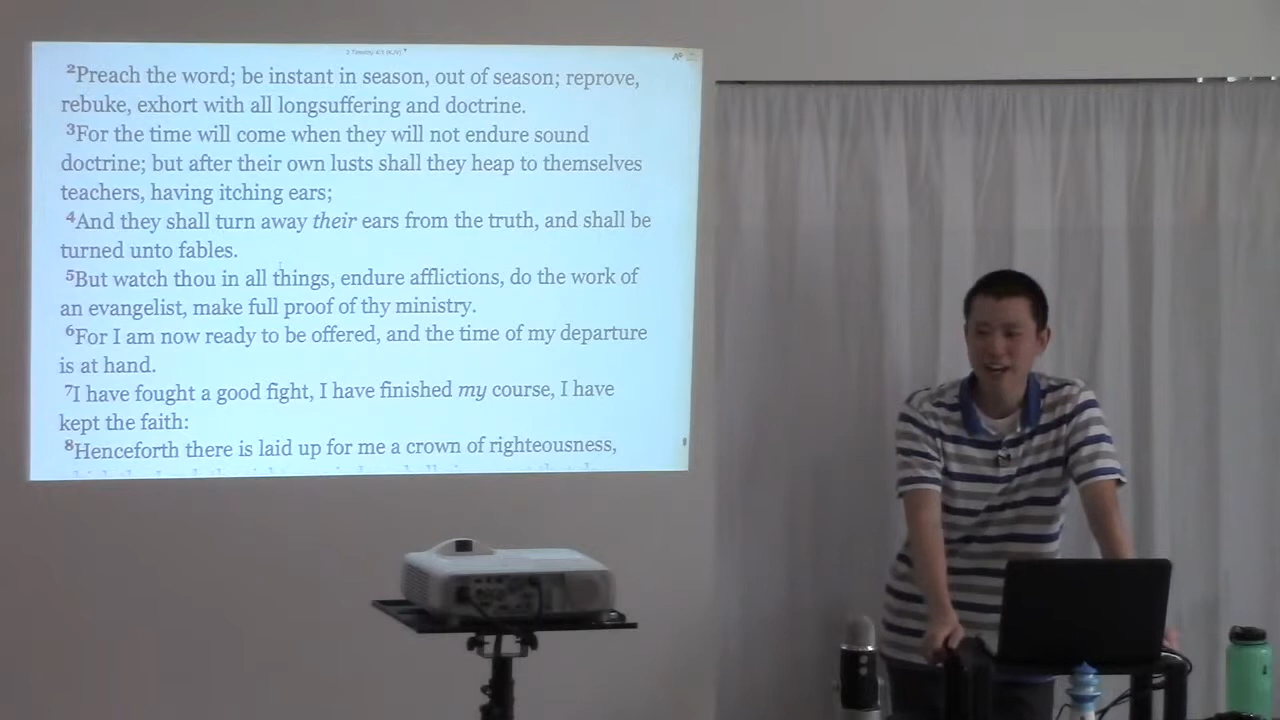 2 Timothy 4:1 (KJV)
2Preach the word; be instant in season, out of season; reprove,
rebuke, exhort with all longsuffering and doctrine.
3For the time will come when they will not endure sound
doctrine; but after their own lusts shall they heap to themselves
teachers, having itching ears;
4And they shall turn away their ears from the truth, and shall be
turned unto fables.
5But watch thou in all things, endure afflictions, do the work of
an evangelist, make full proof of thy ministry.
6For I am now ready to be offered, and the time of my departure
is at hand.
7I have fought a good fight, I have finished my course, I have
kept the faith:
8Henceforth there is laid up for me a crown of righteousness,